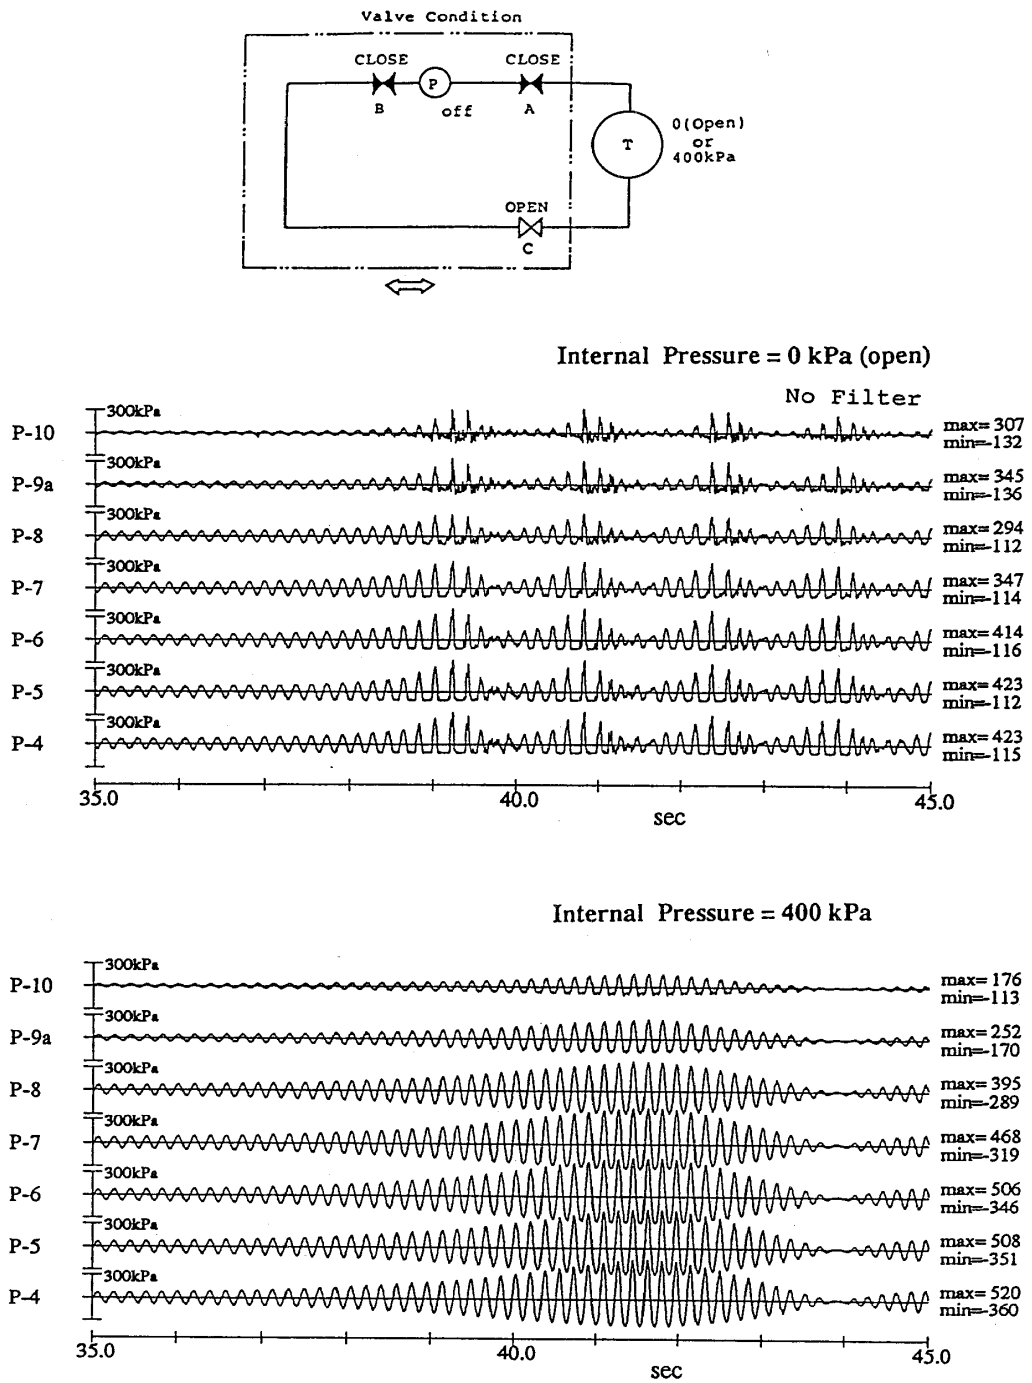 Valve Condition
CLOSE CLOSE
P
B off A
T
0(Open)
or
400kPa
OPEN
C
Internal Pressure = 0 kPa (open)
No Filter
P-10 300kPa max= 307
min=-132
P-9a 300kPa max= 345
min=-136
P-8 300kPa max= 294
min=-112
P-7 300kPa max= 347
min=-114
P-6 300kPa max= 414
min=-116
P-5 300kPa max= 423
min=-112
P-4 300kPa max= 423
min=-115
35.0 40.0 45.0
sec
Internal Pressure = 400 kPa
P-10 300kPa max= 176
min=-113
P-9a 300kPa max= 252
min=-170
P-8 300kPa max= 395
min=-289
P-7 300kPa max= 468
min=-319
P-6 300kPa max= 506
min=-346
P-5 300kPa max= 508
min=-351
P-4 300kPa max= 520
min=-360
35.0 40.0 45.0
sec